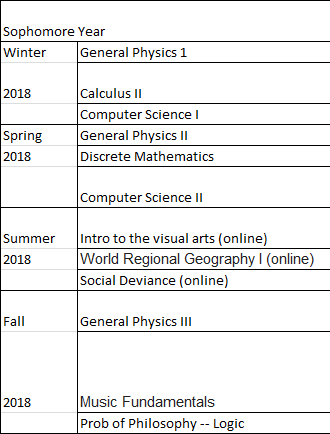 Sophomore Year
Winter General Physics 1
2018 Calculus II
Computer Science I
Spring General Physics II
2018 Discrete Mathematics
Computer Science II
Summer Intro to the visual arts (online)
2018 World Regional Geography I (online)
Social Deviance (online)
Fall General Physics III
2018 Music Fundamentals
Prob of Philosophy -- Logic